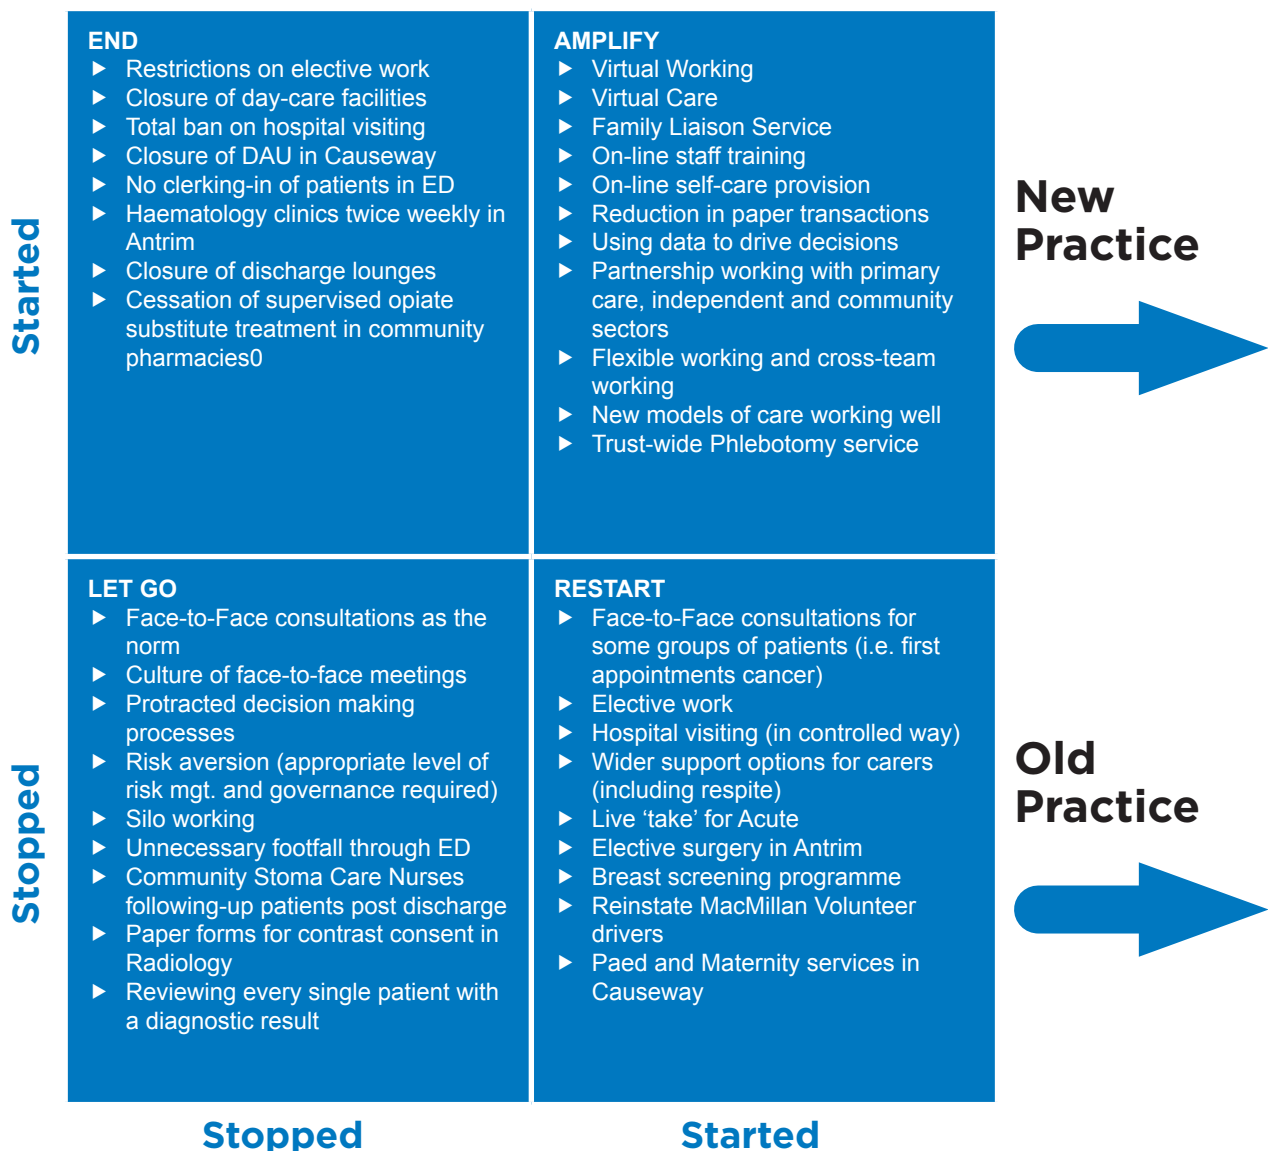 END
Restrictions on elective work
Closure of day-care facilities
Total ban on hospital visiting
Closure of DAU in Causeway
No clerking-in of patients in ED
Haematology clinics twice weekly in
Antrim
Closure of discharge lounges
Cessation of supervised opiate
substitute treatment in community
pharmacies0
AMPLIFY
Virtual Working
Virtual Care
Family Liaison Service
On-line staff training
On-line self-care provision
Reduction in paper transactions
Using data to drive decisions
Partnership working with primary
care, independent and community
sectors
Flexible working and cross-team
working
New models of care working well
Trust-wide Phlebotomy service
New
Practice
Started
LET GO
Face-to-Face consultations as the
norm
Culture of face-to-face meetings
Protracted decision making
processes
Risk aversion (appropriate level of
risk mgt. and governance required)
Silo working
Unnecessary footfall through ED
Community Stoma Care Nurses
following-up patients post discharge
Paper forms for contrast consent in
Radiology
Reviewing every single patient with
a diagnostic result
RESTART
Face-to-Face consultations for
some groups of patients (i.e. first
appointments cancer)
Elective work
Hospital visiting (in controlled way)
Wider support options for carers
(including respite)
Live ‘take’ for Acute
Elective surgery in Antrim
Breast screening programme
Reinstate MacMillan Volunteer
drivers
Paed and Maternity services in
Causeway
Old
Practice
Stopped
Stopped
Started